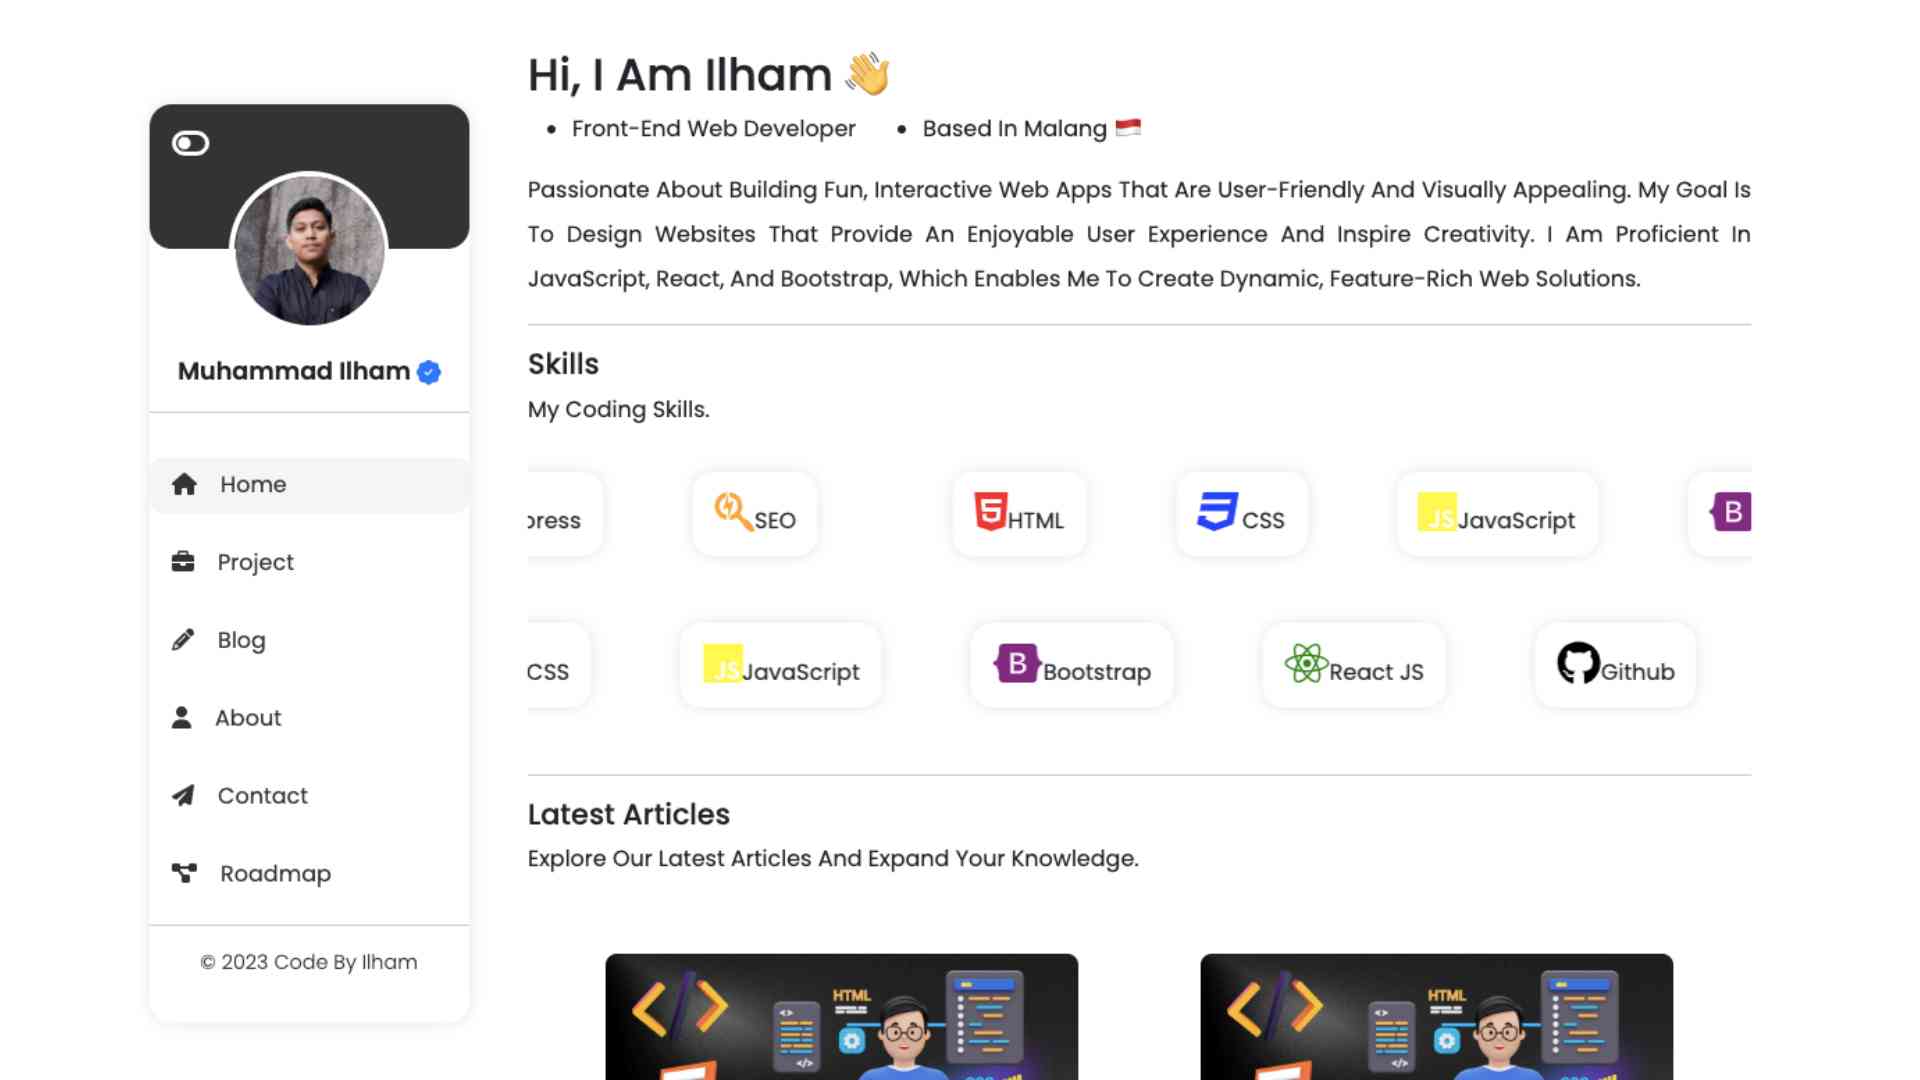 Hi, I Am Ilham 👋
Front-End Web Developer
Based In Malang 🇮🇩
Passionate About Building Fun, Interactive Web Apps That Are User-Friendly And Visually Appealing. My Goal Is
To Design Websites That Provide An Enjoyable User Experience And Inspire Creativity. I Am Proficient In
JavaScript, React, And Bootstrap, Which Enables Me To Create Dynamic, Feature-Rich Web Solutions.
Muhammad Ilham
Home
Project
Blog
About
Contact
Roadmap
© 2023 Code By Ilham
Skills
My Coding Skills.
press
SEO
5
HTML
CSS
JS
JavaScript
B
CSS
JS
JavaScript
B
Bootstrap
React JS
Github
Latest Articles
Explore Our Latest Articles And Expand Your Knowledge.
HTML
HTML